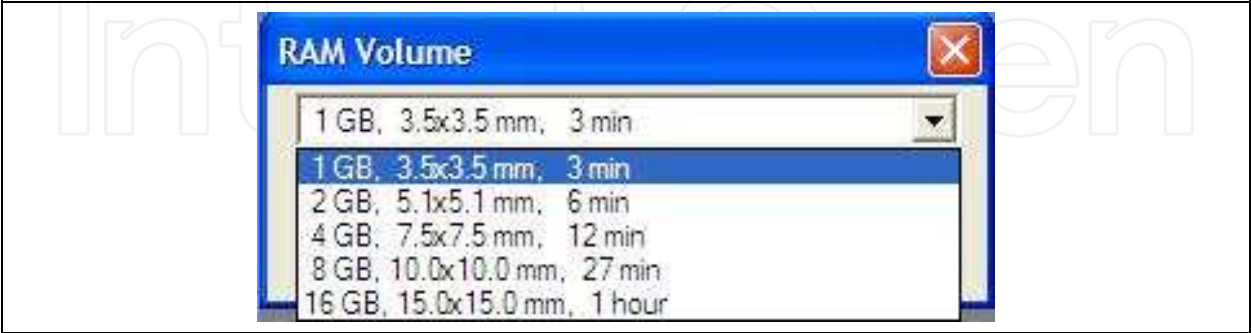 RAM Volume
1 GB, 3.5x3.5 mm, 3 min
1 GB, 3.5x3.5 mm, 3 min
2 GB, 5.1x5.1 mm, 6 min
4 GB, 7.5x7.5 mm, 12 min
8 GB, 10.0x10.0 mm, 27 min
16 GB, 15.0x15.0 mm, 1 hour